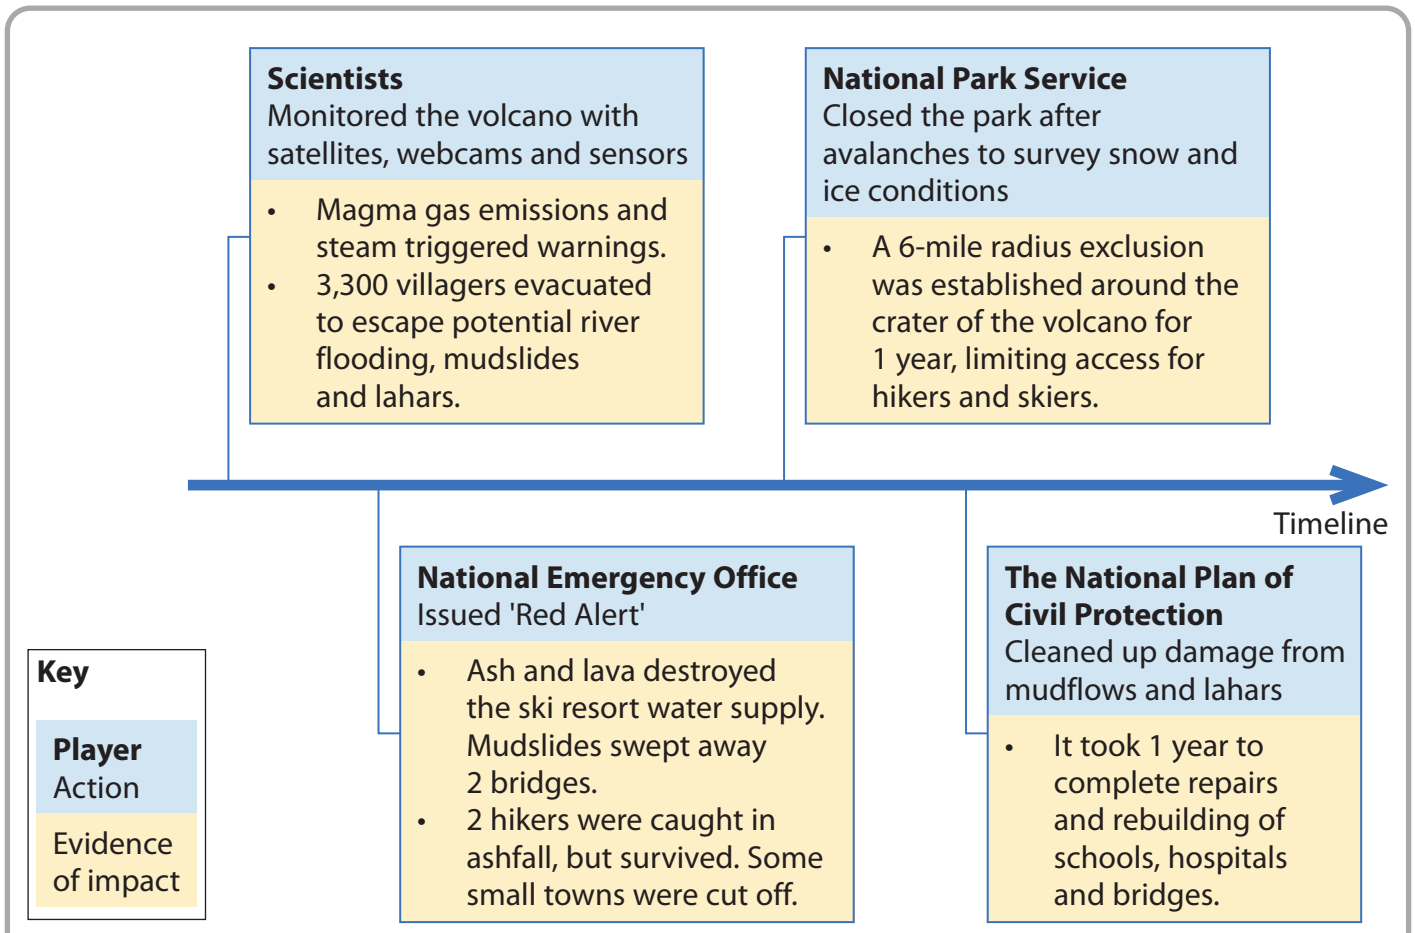 Scientists
Monitored the volcano with
satellites, webcams and sensors
• Magma gas emissions and
steam triggered warnings.
• 3,300 villagers evacuated
to escape potential river
flooding, mudslides
and lahars.
National Park Service
Closed the park after
avalanches to survey snow and
ice conditions
• A 6-mile radius exclusion
was established around the
crater of the volcano for
1 year, limiting access for
hikers and skiers.
Timeline
National Emergency Office
Issued 'Red Alert'
• Ash and lava destroyed
the ski resort water supply.
Mudslides swept away
2 bridges.
• 2 hikers were caught in
ashfall, but survived. Some
small towns were cut off.
The National Plan of
Civil Protection
Cleaned up damage from
mudflows and lahars
• It took 1 year to
complete repairs
and rebuilding of
schools, hospitals
and bridges.
Key
Player
Action
Evidence
of impact